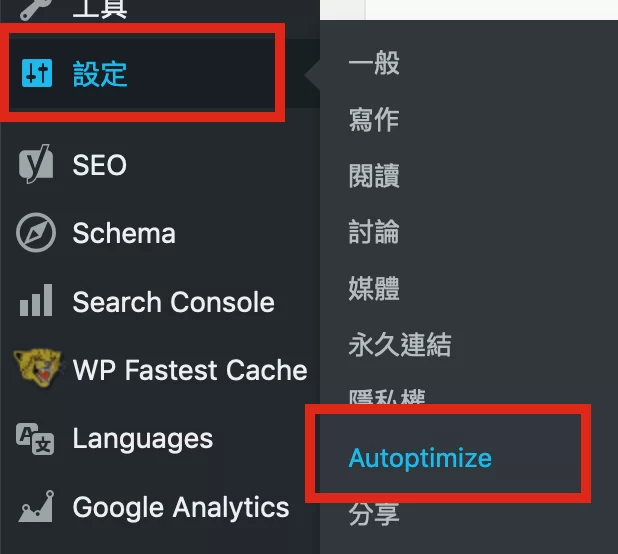 工具
設定
SEO
Schema
Search Console
WP Fastest Cache
Languages
Google Analytics
一般
寫作
閱讀
討論
媒體
永久連結
隱私權
Autoptimize
分享